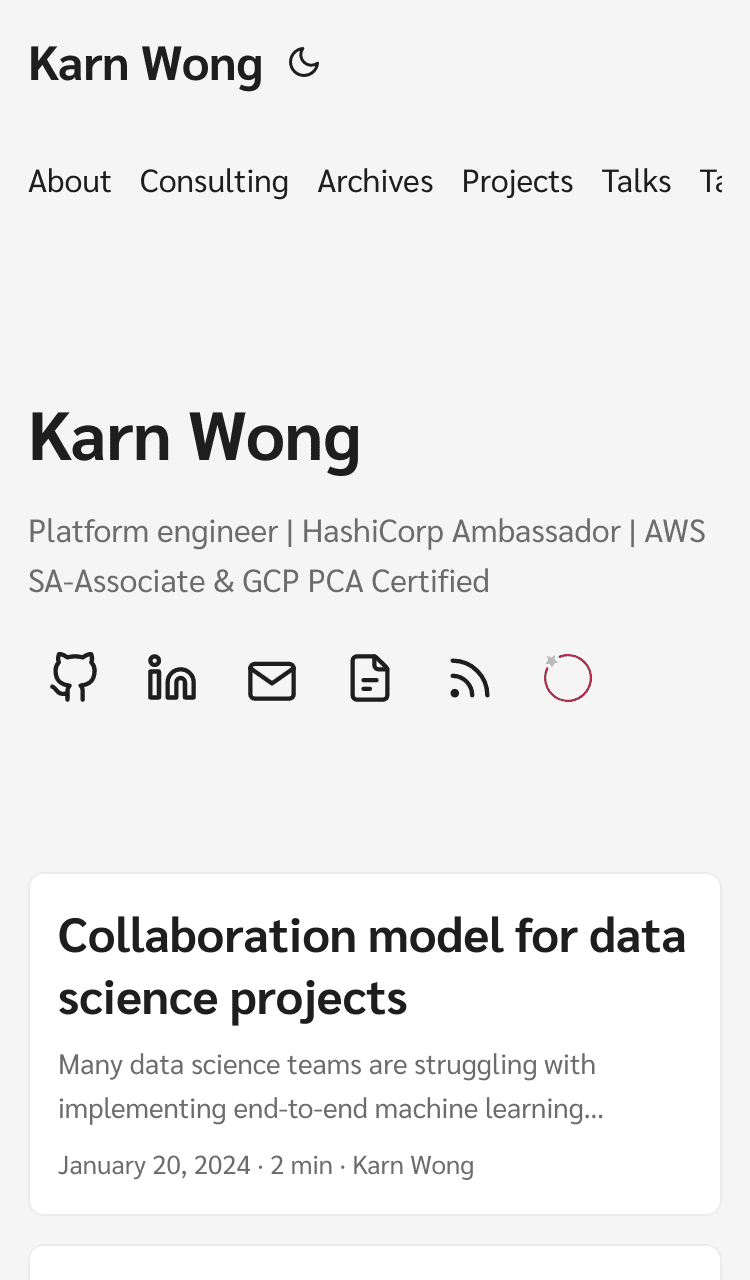 Karn Wong
About Consulting Archives Projects Talks Ta
Karn Wong
Platform engineer | HashiCorp Ambassador | AWS
SA-Associate & GCP PCA Certified
Collaboration model for data
science projects
Many data science teams are struggling with
implementing end-to-end machine learning...
January 20, 2024 · 2 min · Karn Wong